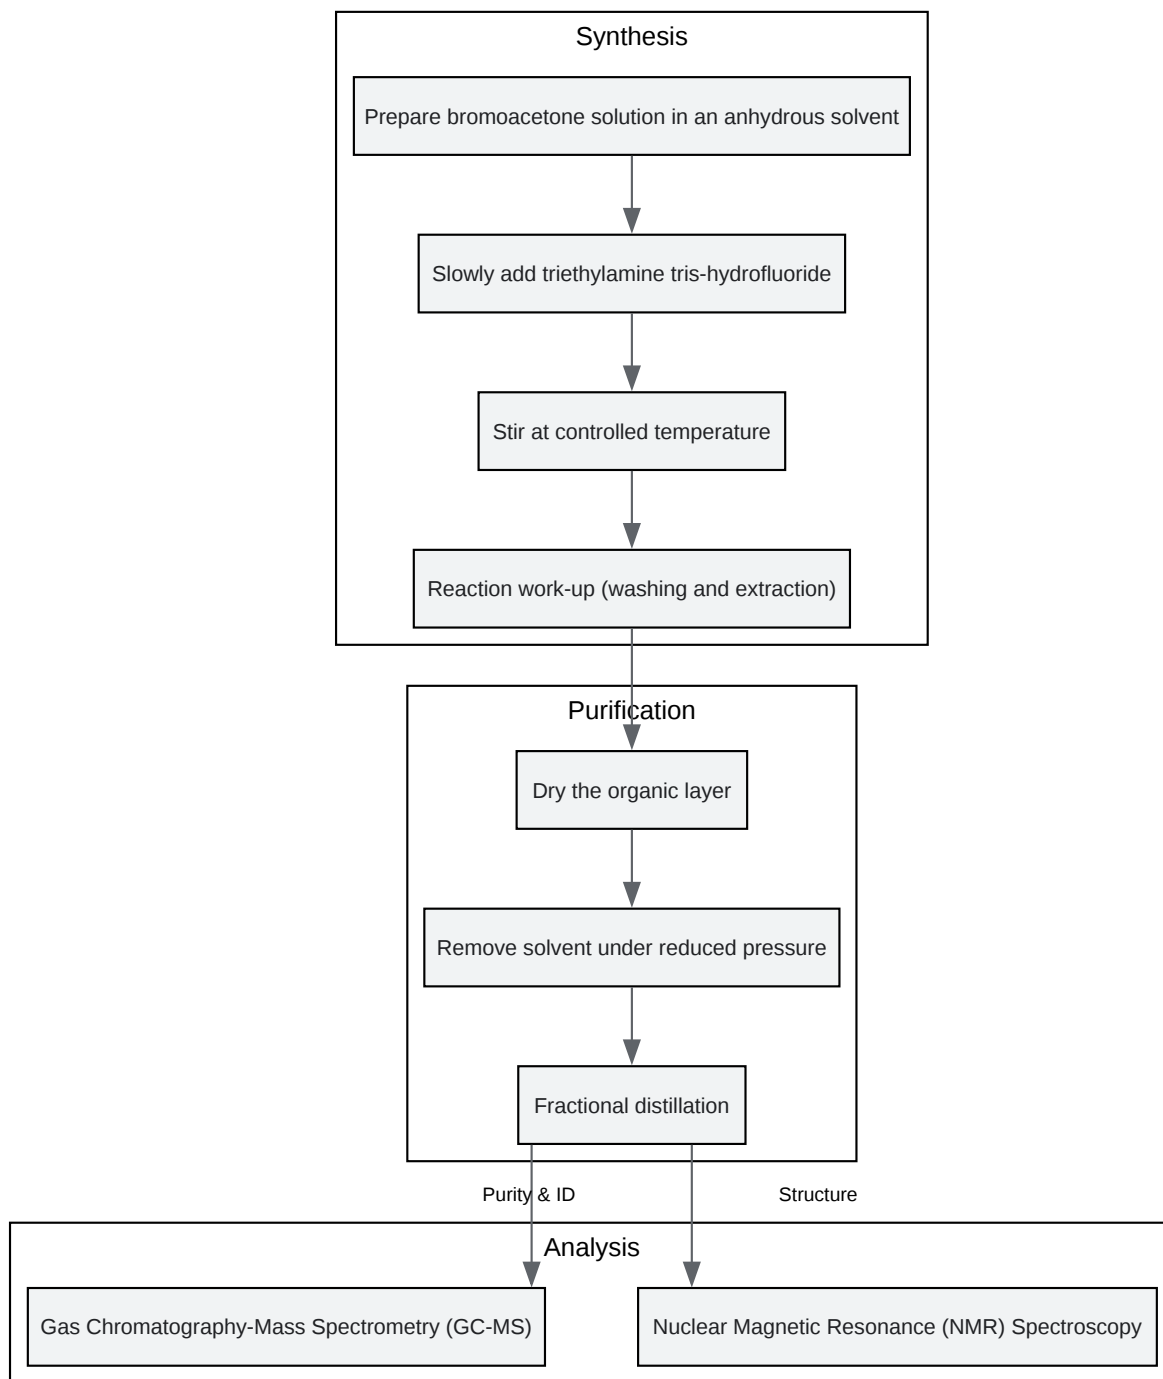 Synthesis
Prepare bromoacetone solution in an anhydrous solvent
Slowly add triethylamine tris-hydrofluoride
Stir at controlled temperature
Reaction work-up (washing and extraction)
Purification
Dry the organic layer
Remove solvent under reduced pressure
Fractional distillation
Purity & ID
Structure
Analysis
Gas Chromatography-Mass Spectrometry (GC-MS)
Nuclear Magnetic Resonance (NMR) Spectroscopy